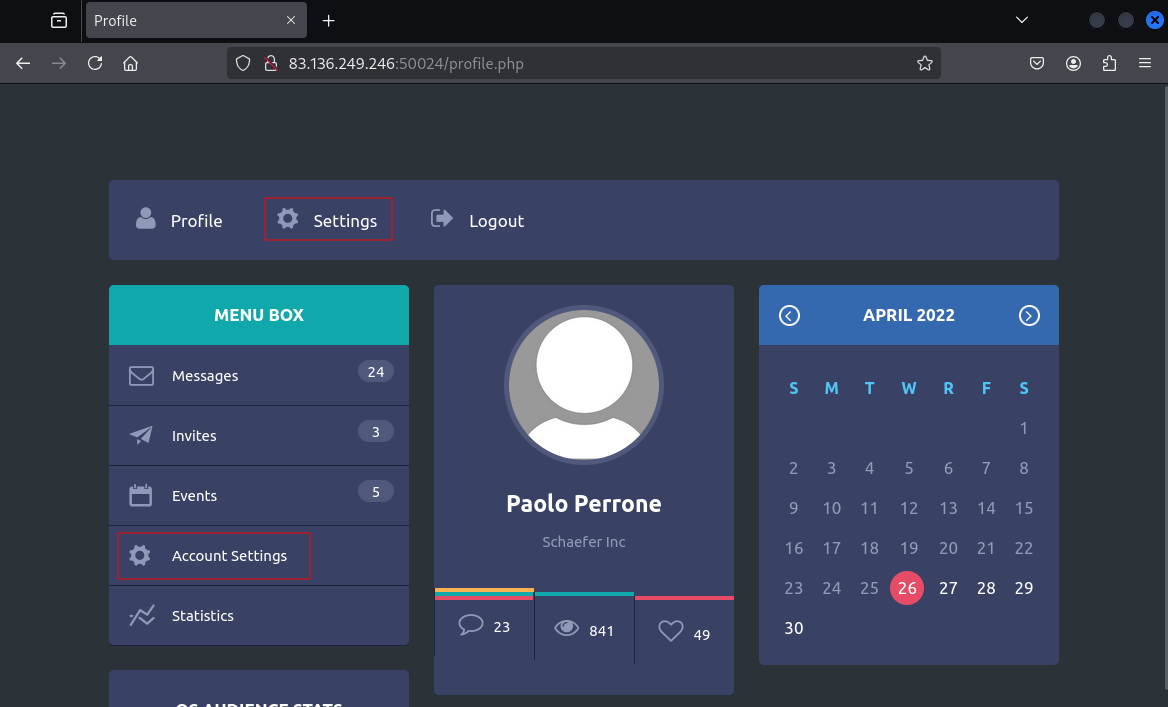 Profile
83.136.249.246:50024/profile.php
Profile Settings Logout
MENU BOX
Messages 24
Invites 3
Events 5
Account Settings
Statistics
OS AUDIENCE STATS
Paolo Perrone
Schaefer Inc
23 841 49
APRIL 2022
S M T W R F S
1
2 3 4 5 6 7 8
9 10 11 12 13 14 15
16 17 18 19 20 21 22
23 24 25 26 27 28 29
30